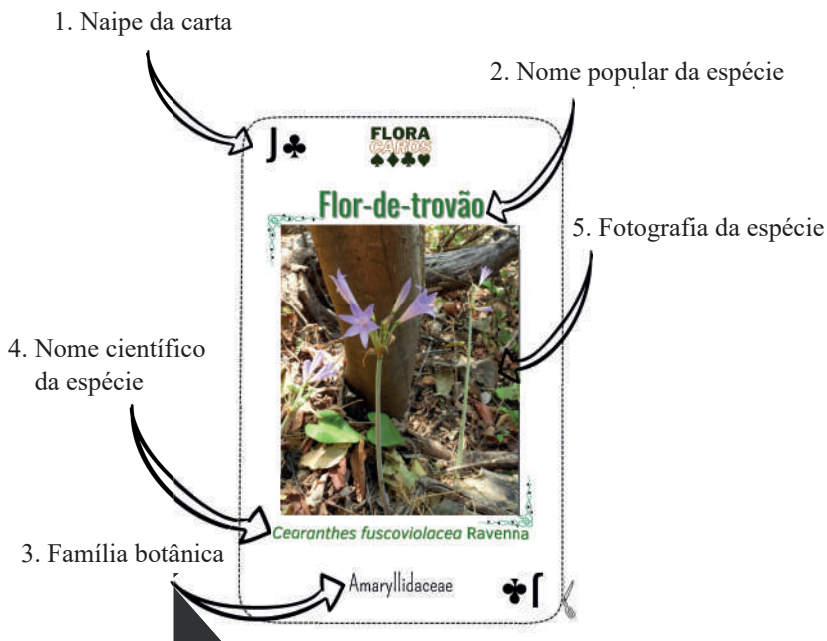 1. Naipe da carta
2. Nome popular da espécie
J♣
FLORA
CARDS
♠♦♣♥
Flor-de-trovão
5. Fotografia da espécie
4. Nome científico
da espécie
Cearanthes fuscoviolacea Ravenna
3. Família botânica
Amaryllidaceae
J♣